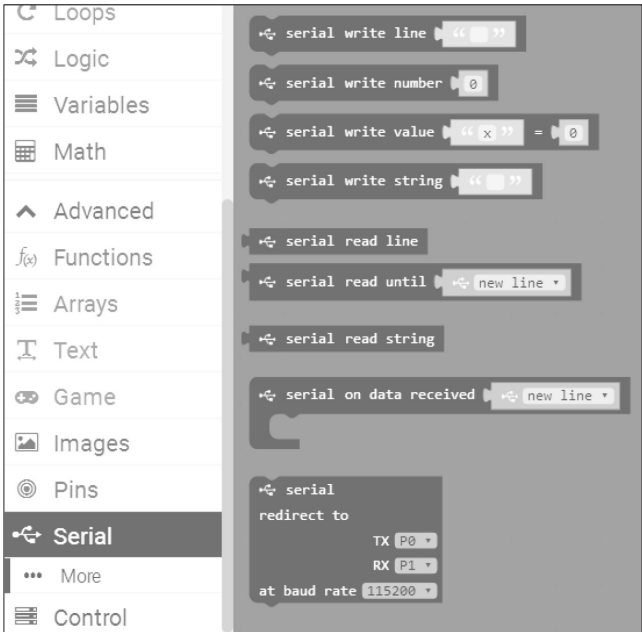 Loops
Logic
Variables
Math
Advanced
f(x) Functions
Arrays
Text
Game
Images
Pins
Serial
More
Control
serial write line “ ”
serial write number 0
serial write value “ x ” = 0
serial write string “ ”
serial read line
serial read until new line
serial read string
serial on data received new line
serial
redirect to
TX P0
RX P1
at baud rate 115200